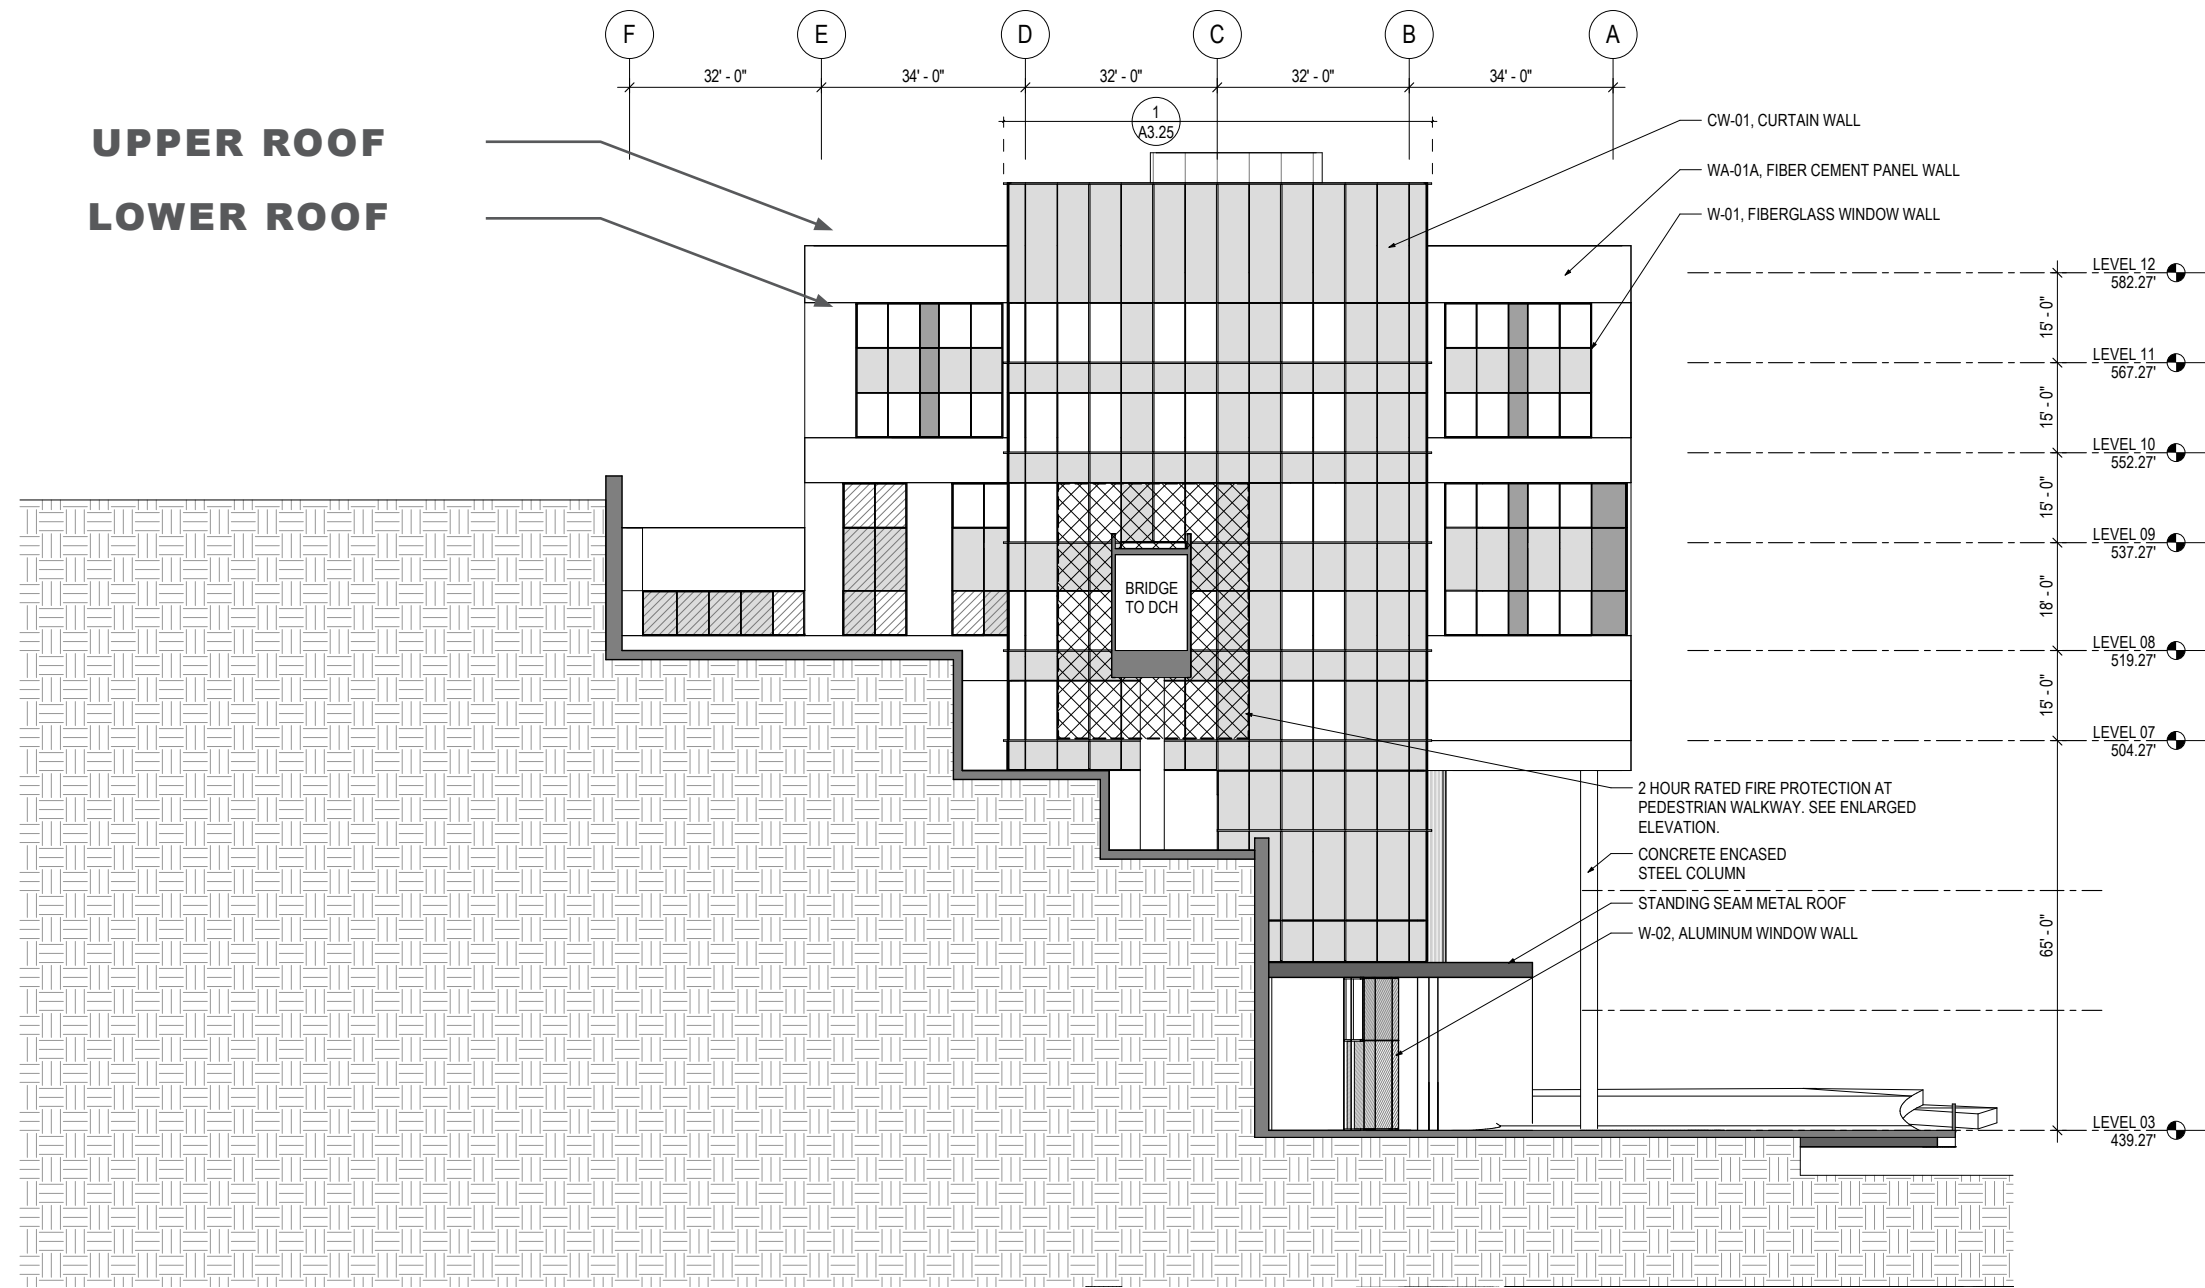 F
E
D
C
B
A
32' - 0"
34' - 0"
32' - 0"
32' - 0"
34' - 0"
1
A3.25
UPPER ROOF
LOWER ROOF
CW-01, CURTAIN WALL
WA-01A, FIBER CEMENT PANEL WALL
W-01, FIBERGLASS WINDOW WALL
LEVEL 12
582.27'
15' - 0"
LEVEL 11
567.27'
15' - 0"
LEVEL 10
552.27'
15' - 0"
LEVEL 09
537.27'
18' - 0"
LEVEL 08
519.27'
15' - 0"
LEVEL 07
504.27'
65' - 0"
LEVEL 03
439.27'
BRIDGE
TO DCH
2 HOUR RATED FIRE PROTECTION AT
PEDESTRIAN WALKWAY. SEE ENLARGED
ELEVATION.
CONCRETE ENCASED
STEEL COLUMN
STANDING SEAM METAL ROOF
W-02, ALUMINUM WINDOW WALL